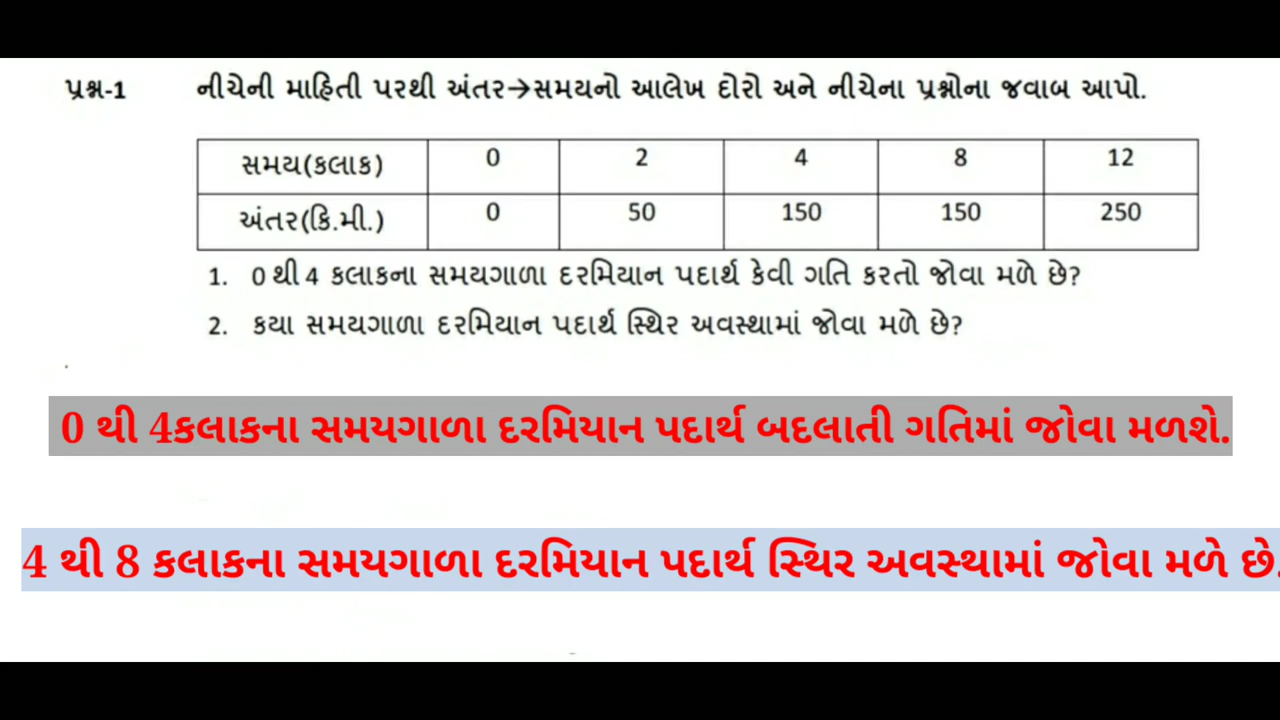 પ્રશ્ન-1 નીચેની માહિતી પરથી અંતર→સમયનો આલેખ દોરો અને નીચેના પ્રશ્નોના જવાબ આપો.
સમય(કલાક) 0 2 4 8 12
અંતર(કિ.મી.) 0 50 150 150 250
1. 0 થી 4 કલાકના સમયગાળા દરમિયાન પદાર્થ કેવી ગતિ કરતો જોવા મળે છે?
2. કયા સમયગાળા દરમિયાન પદાર્થ સ્થિર અવસ્થામાં જોવા મળે છે?
0 થી 4કલાકના સમયગાળા દરમિયાન પદાર્થ બદલાતી ગતિમાં જોવા મળશે.
4 થી 8 કલાકના સમયગાળા દરમિયાન પદાર્થ સ્થિર અવસ્થામાં જોવા મળે છે.